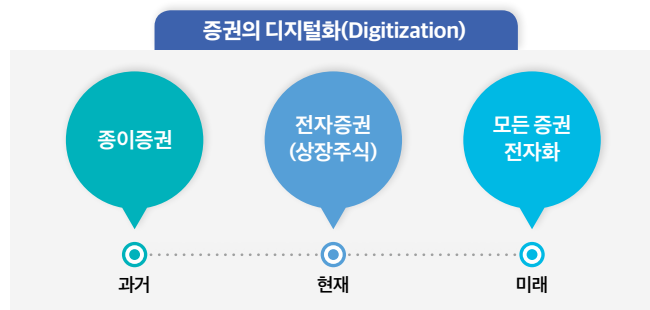 증권의 디지털화(Digitization)
종이증권
전자증권
(상장주식)
모든 증권
전자화
과거
현재
미래